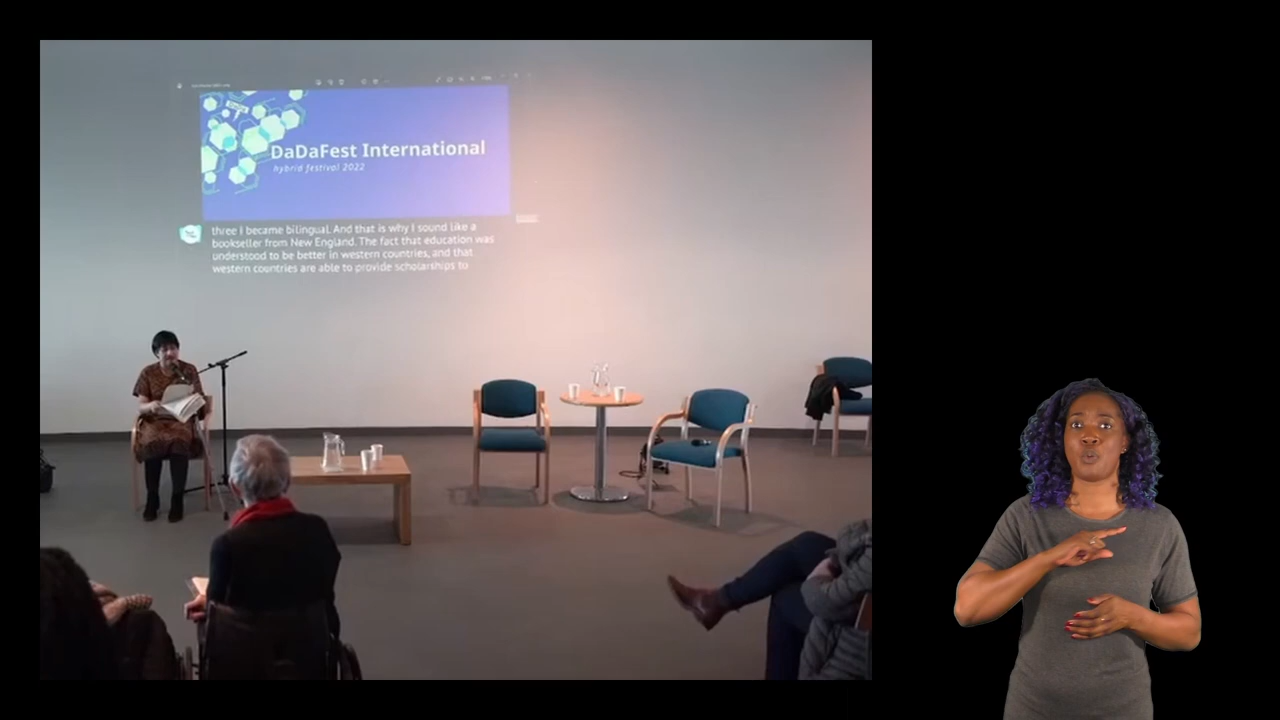 DaDa
DaDaFest International
hybrid festival 2022
three I became bilingual. And that is why I sound like a
bookseller from New England. The fact that education was
understood to be better in western countries, and that
western countries are able to provide scholarships to